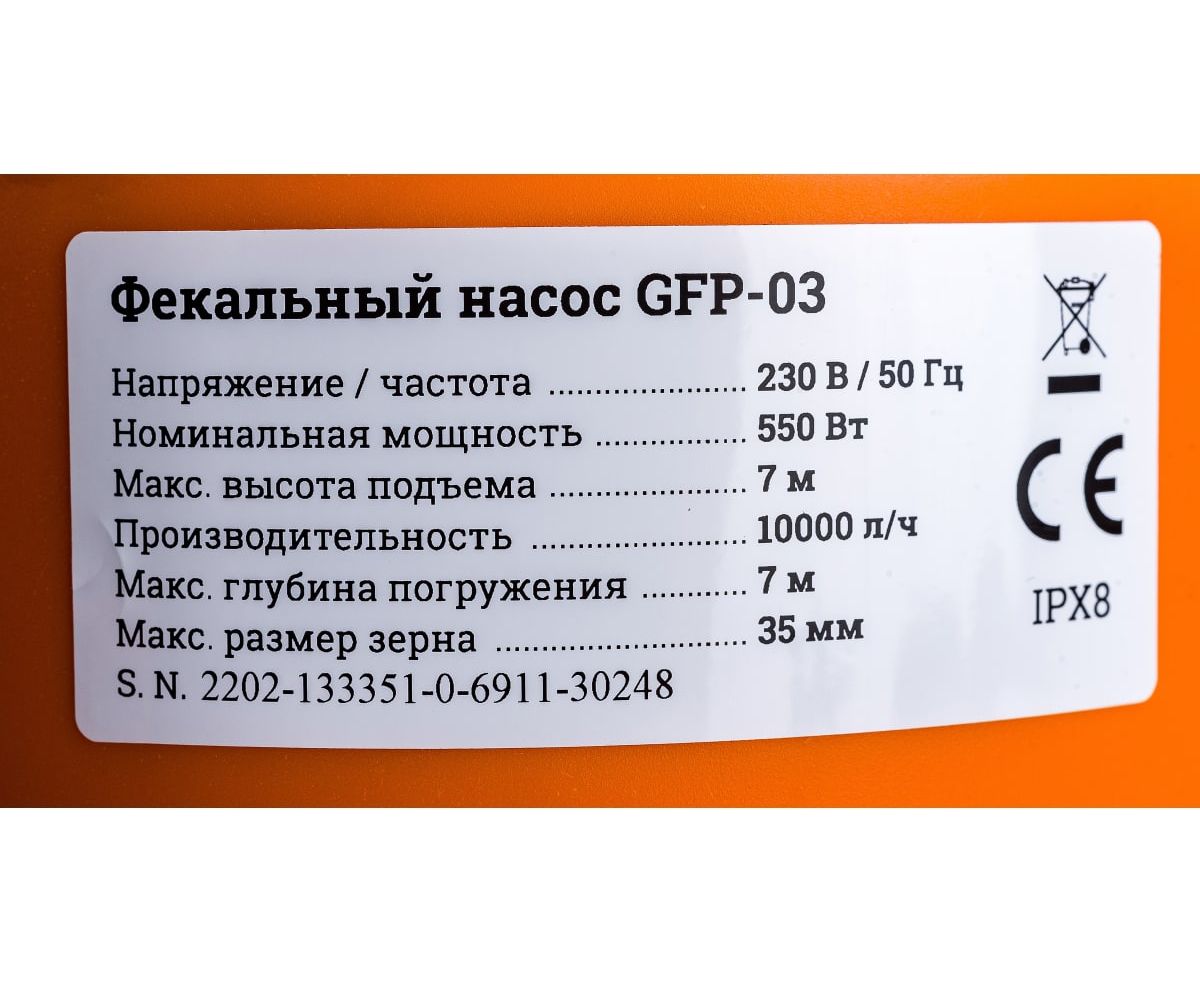 Фекальный насос GFP-03
Напряжение / частота ..................... 230 В / 50 Гц
Номинальная мощность ................ 550 Вт
Макс. высота подъема ..................... 7 м
Производительность ....................... 10000 л/ч
Макс. глубина погружения ............ 7 м
Макс. размер зерна ........................... 35 мм
S. N. 2202-133351-0-6911-30248
CE
IPX8